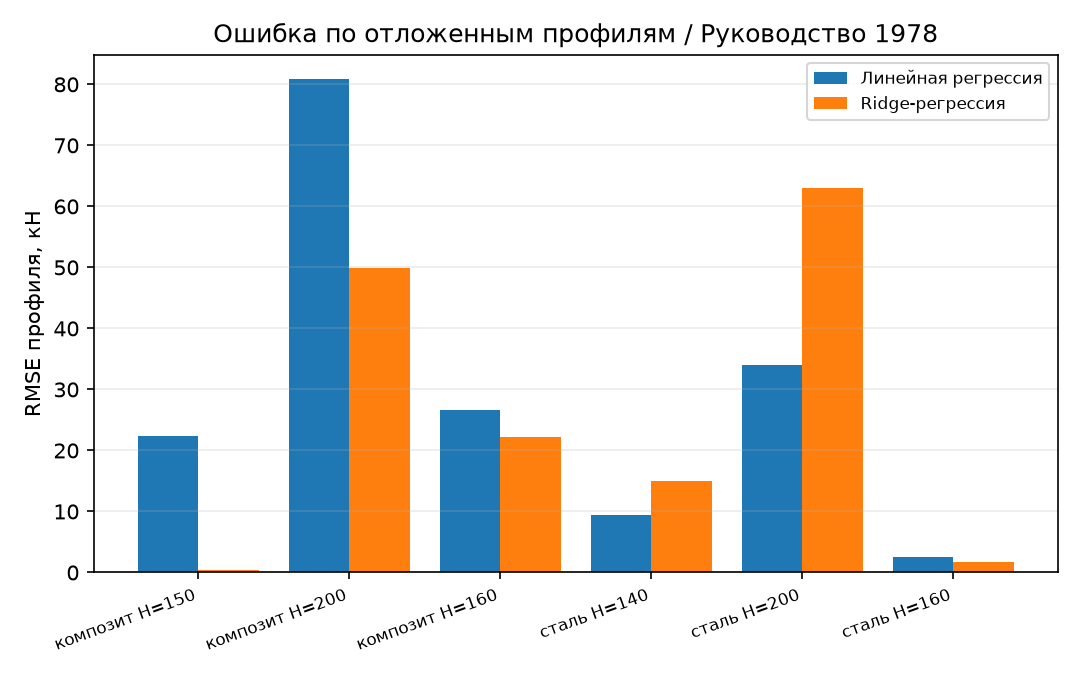 Ошибка по отложенным профилям / Руководство 1978
Линейная регрессия
Ridge-регрессия
RMSE профиля, кН
80
70
60
50
40
30
20
10
0
композит H=150
композит H=200
композит H=160
сталь H=140
сталь H=200
сталь H=160